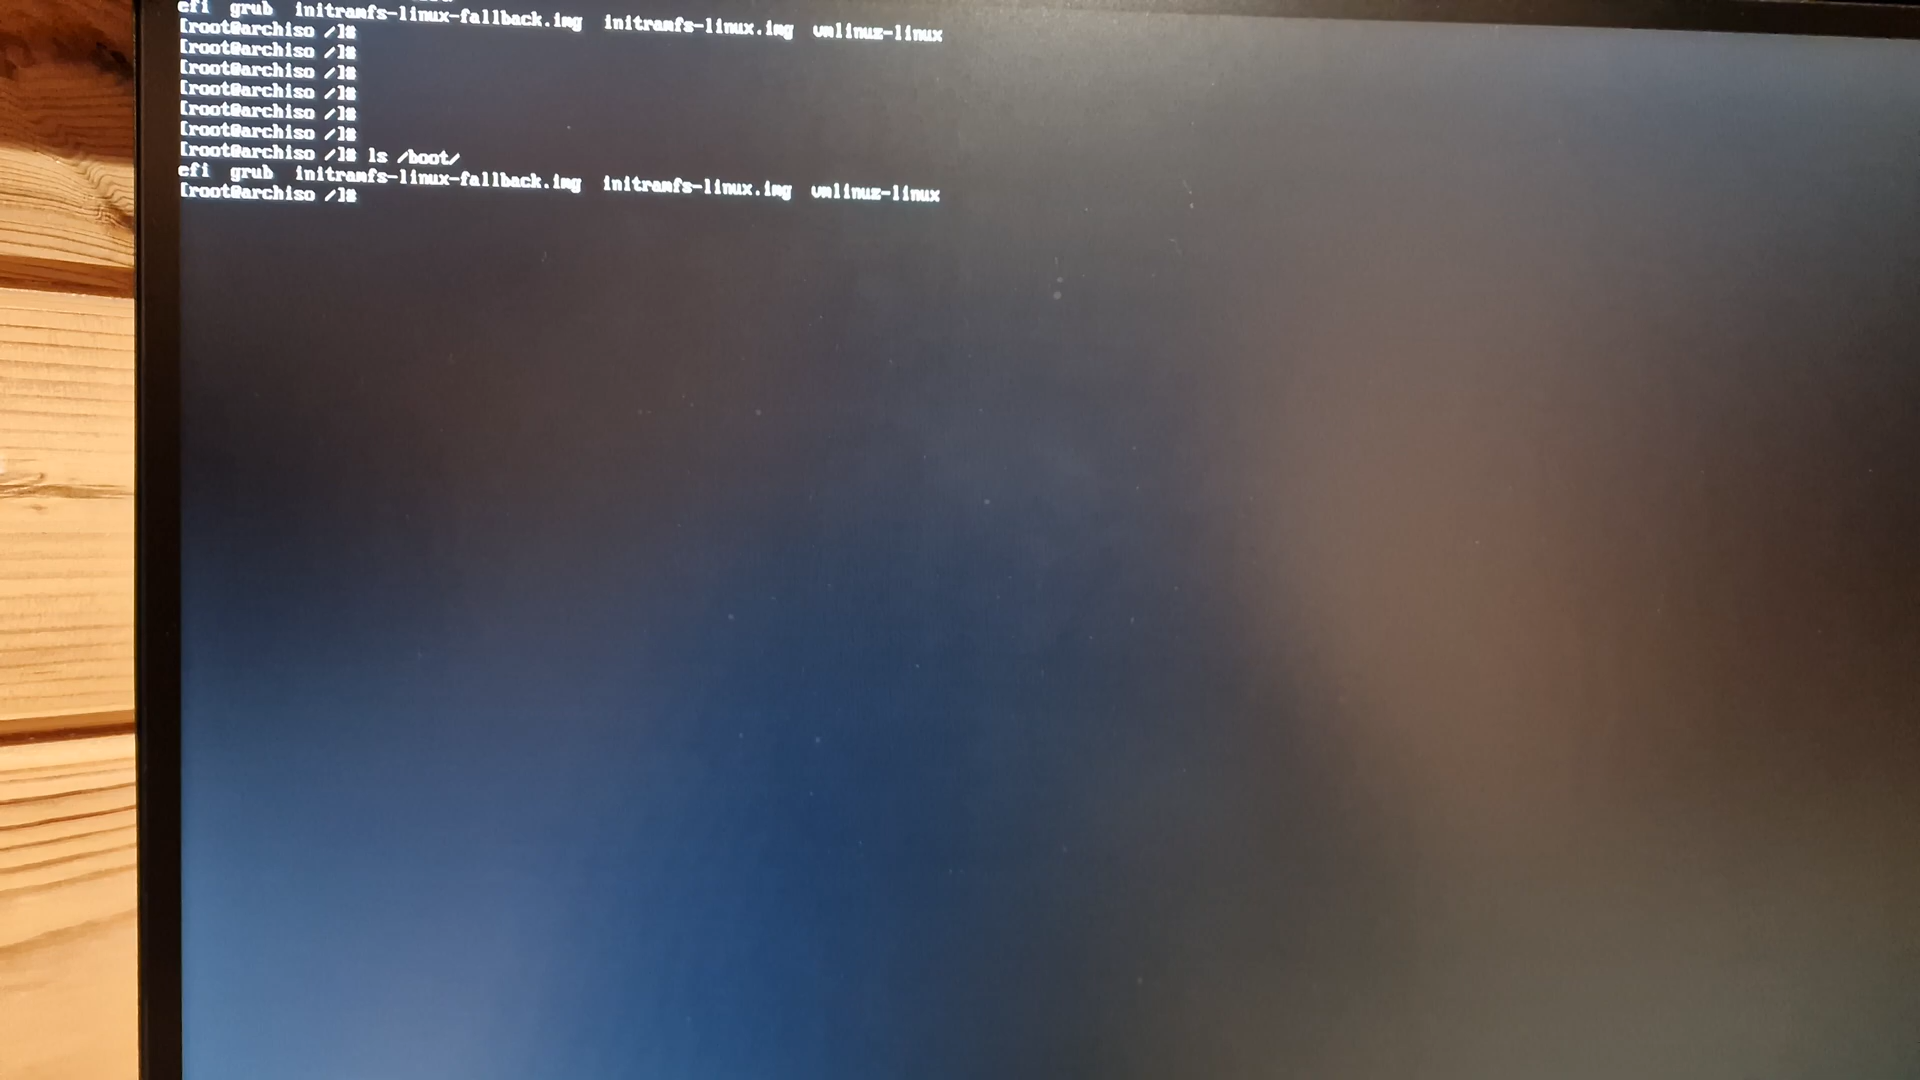 efi grub initramfs-linux-fallback.img initramfs-linux.img vmlinuz-linux
[root@archiso /]#
[root@archiso /]#
[root@archiso /]#
[root@archiso /]#
[root@archiso /]#
[root@archiso /]#
[root@archiso /]# ls /boot/
efi grub initramfs-linux-fallback.img initramfs-linux.img vmlinuz-linux
[root@archiso /]#